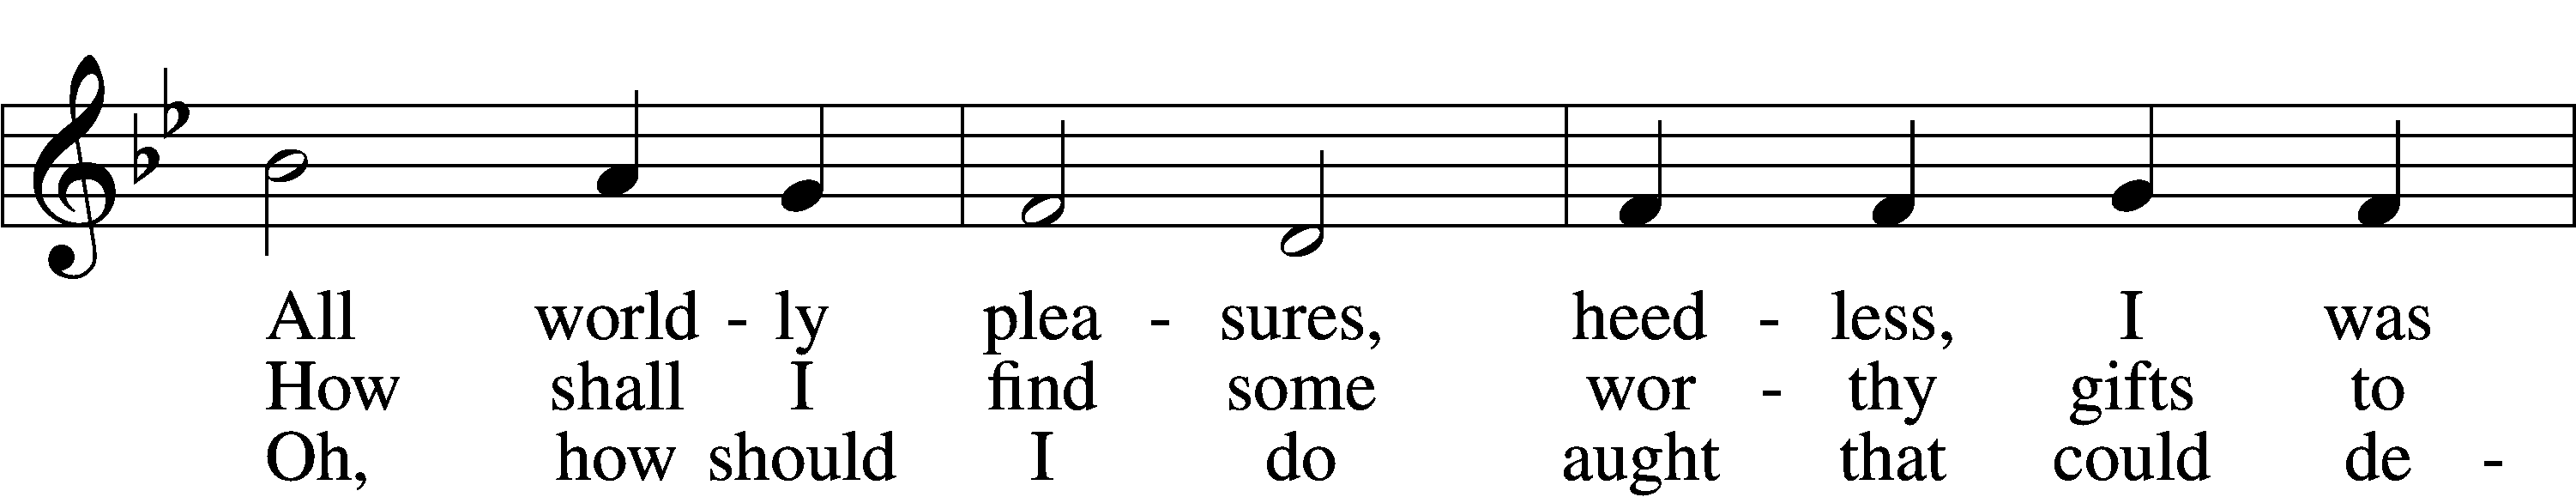 All world - ly plea - sures, heed - less, I was
How shall I find some wor - thy gifts to
Oh, how should I do aught that could de -